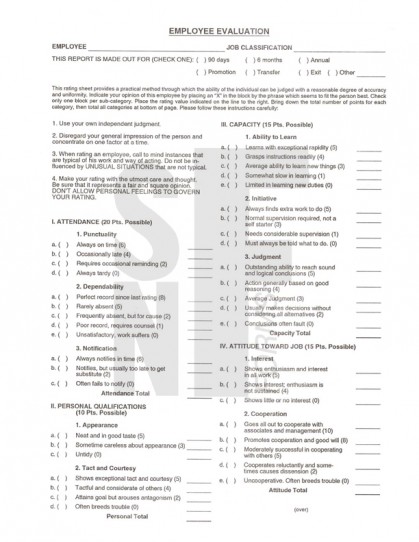 EMPLOYEE EVALUATION
EMPLOYEE JOB CLASSIFICATION
THIS REPORT IS MADE OUT FOR (CHECK ONE): ( ) 90 days ( ) 6 months ( ) Annual
( ) Promotion ( ) Transfer ( ) Exit ( ) Other
This rating sheet provides a practical method through which the ability of the individual can be judged with a reasonable degree of accuracy
and uniformity. Indicate your opinion of this employee by placing an "X" in the block by the phrase which seems to fit the person best. Check
only one block per sub-category. Place the rating value indicated on the line to the right. Bring down the total number of points for each
category, then total all categories at bottom of page. Please follow these instructions carefully:
1. Use your own independent judgment.
2. Disregard your general impression of the person and
concentrate on one factor at a time.
3. When rating an employee, call to mind instances that
are typical of his work and way of acting. Do not be in-
fluenced by UNUSUAL SITUATIONS that are not typical.
4. Make your rating with the utmost care and thought.
Be sure that it represents a fair and square opinion.
DON'T ALLOW PERSONAL FEELINGS TO GOVERN
YOUR RATING.
I. ATTENDANCE (20 Pts. Possible)
1. Punctuality
a. ( ) Always on time (6)
b. ( ) Occasionally late (4)
c. ( ) Requires occasional reminding (2)
d. ( ) Always tardy (0)
2. Dependability
a. ( ) Perfect record since last rating (8)
b. ( ) Rarely absent (5)
c. ( ) Frequently absent, but for cause (2)
d. ( ) Poor record, requires counsel (1)
e. ( ) Unsatisfactory, work suffers (0)
3. Notification
a. ( ) Always notifies in time (6)
b. ( ) Notifies, but usually too late to get
substitute (2)
c. ( ) Often fails to notify (0)
Attendance Total
II. PERSONAL QUALIFICATIONS
(10 Pts. Possible)
1. Appearance
a. ( ) Neat and in good taste (5)
b. ( ) Sometime careless about appearance (3)
c. ( ) Untidy (0)
2. Tact and Courtesy
a. ( ) Shows exceptional tact and courtesy (5)
b. ( ) Tactful and considerate of others (4)
c. ( ) Attains goal but arouses antagonism (2)
d. ( ) Often breeds trouble (0)
Personal Total
III. CAPACITY (15 Pts. Possible)
1. Ability to Learn
a. ( ) Learns with exceptional rapidity (5)
b. ( ) Grasps instructions readily (4)
c. ( ) Average ability to learn new things (3)
d. ( ) Somewhat slow in learning (1)
e. ( ) Limited in learning new duties (0)
2. Initiative
a. ( ) Always finds extra work to do (5)
b. ( ) Normal supervision required, not a
self starter (3)
c. ( ) Needs considerable supervision (1)
d. ( ) Must always be told what to do. (0)
3. Judgment
a. ( ) Outstanding ability to reach sound
and logical conclusions (5)
b. ( ) Action generally based on good
reasoning (4)
c. ( ) Average Judgment (3)
d. ( ) Usually makes decisions without
considering all alternatives (2)
e. ( ) Conclusions often fault (0)
Capacity Total
IV. ATTITUDE TOWARD JOB (15 Pts. Possible)
1. Interest
a. ( ) Shows enthusiasm and interest
in all work (5)
b. ( ) Shows interest; enthusiasm is
not sustained (4)
c. ( ) Shows little or no interest (0)
2. Cooperation
a. ( ) Goes all out to cooperate with
associates and management (10)
b. ( ) Promotes cooperation and good will (8)
c. ( ) Moderately successful in cooperating
with others (5)
d. ( ) Cooperates reluctantly and some-
times causes dissension (2)
e. ( ) Uncooperative. Often breeds trouble (0)
Attitude Total
(over)